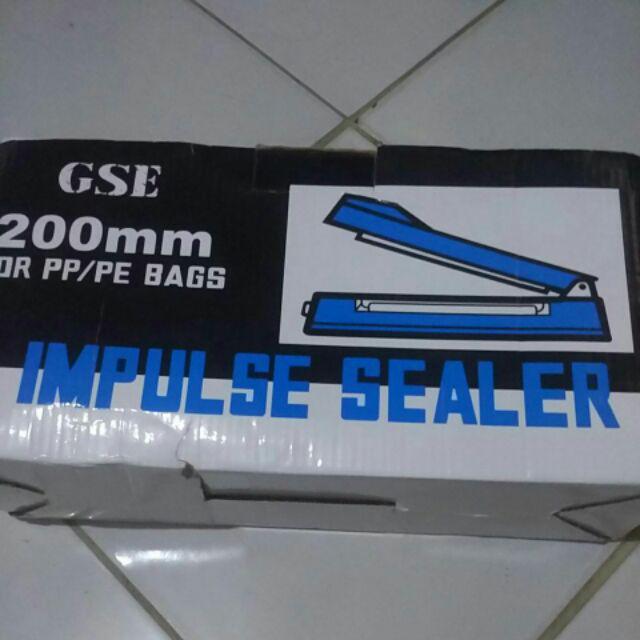 GSE
200mm
OR PP/PE BAGS
IMPULSE SEALER